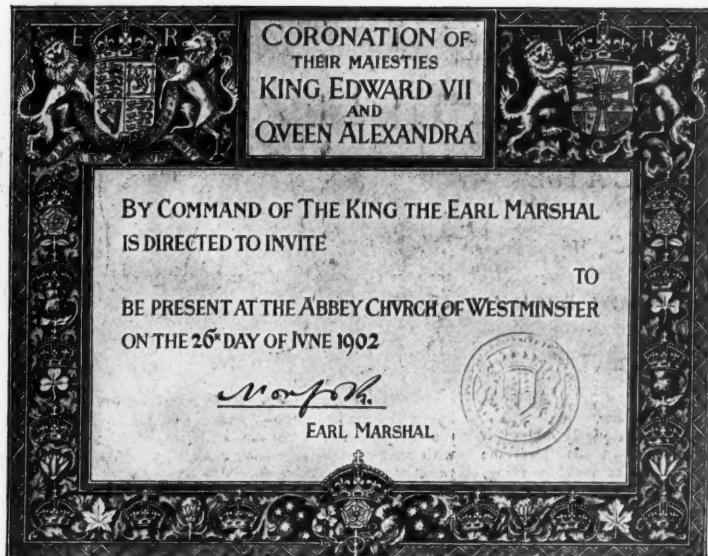 E R
A R
CORONATION OF
THEIR MAIESTIES
KING EDWARD VII
AND
QVEEN ALEXANDRA
BY COMMAND OF THE KING THE EARL MARSHAL
IS DIRECTED TO INVITE
TO
BE PRESENT AT THE ABBEY CHVRCH OF WESTMINSTER
ON THE 26th DAY OF IVNE 1902
Norfolk.
EARL MARSHAL